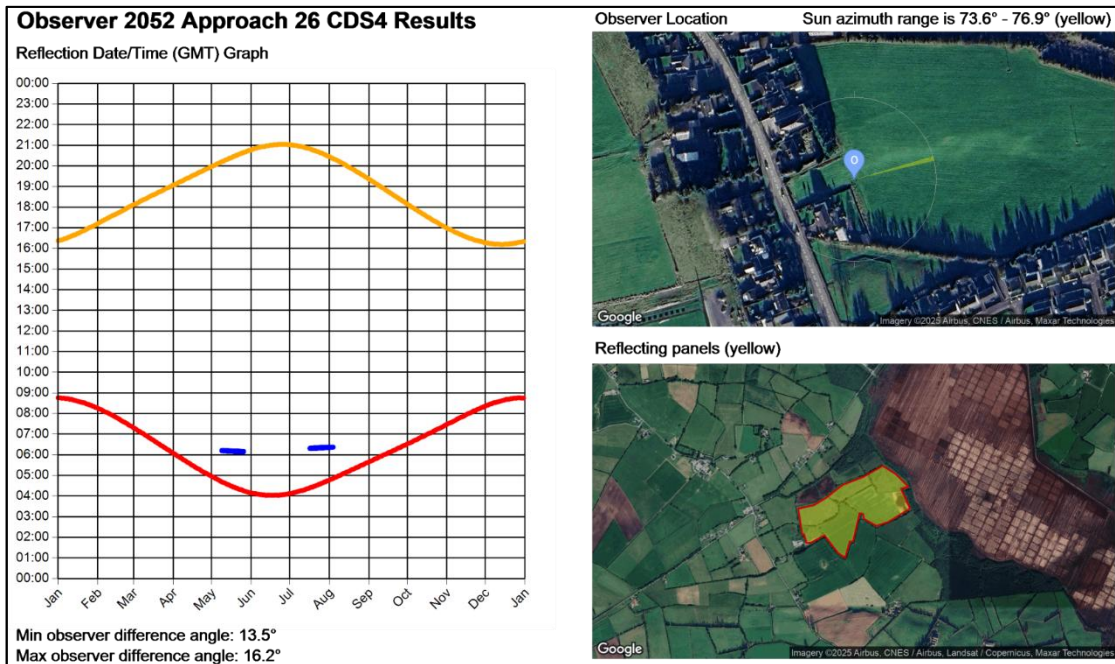 Observer 2052 Approach 26 CDS4 Results
Reflection Date/Time (GMT) Graph
00:00
23:00
22:00
21:00
20:00
19:00
18:00
17:00
16:00
15:00
14:00
13:00
12:00
11:00
10:00
09:00
08:00
07:00
06:00
05:00
04:00
03:00
02:00
01:00
00:00
Jan Feb Mar Apr May Jun Jul Aug Sep Oct Nov Dec Jan
Min observer difference angle: 13.5°
Max observer difference angle: 16.2°
Observer Location Sun azimuth range is 73.6° - 76.9° (yellow)
0
Google
Imagery ©2025 Airbus, CNES / Airbus, Maxar Technologies
Reflecting panels (yellow)
Google
Imagery ©2025 Airbus, CNES / Airbus, Landsat / Copernicus, Maxar Technologies